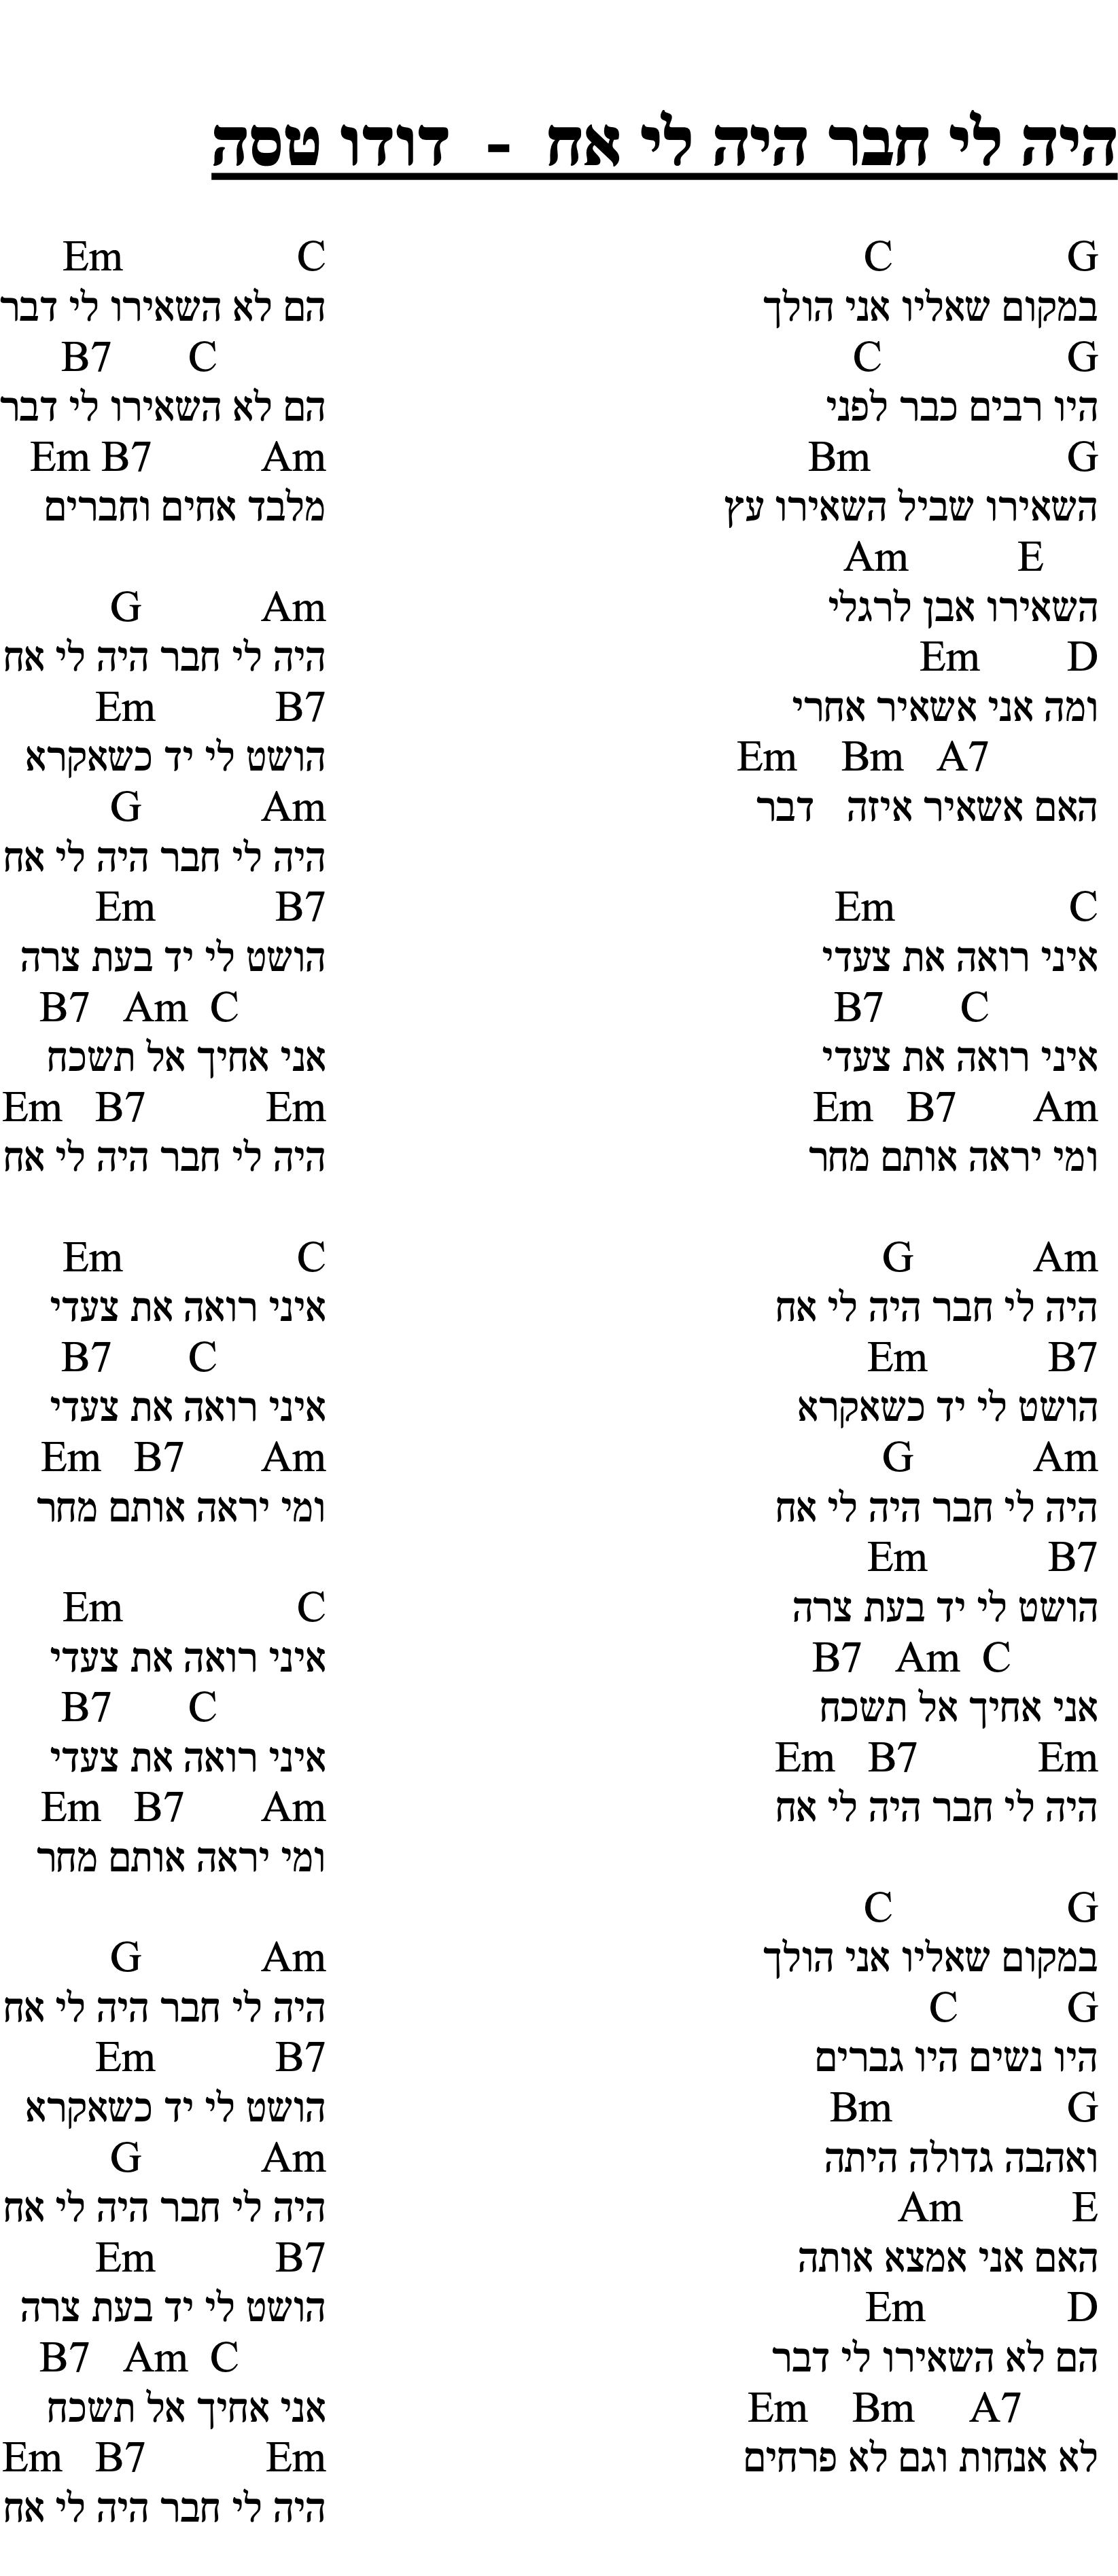 היה לי חבר היה לי אח - דודו טסה
G C
במקום שאליו אני הולך
G C
היו רבים כבר לפני
G Bm
השאירו שביל השאירו עץ
E Am
השאירו אבן לרגלי
D Em
ומה אני אשאיר אחרי
A7 Bm Em
האם אשאיר איזה דבר
C Em
איני רואה את צעדי
C B7
איני רואה את צעדי
Am B7 Em
ומי יראה אותם מחר
Am G
היה לי חבר היה לי אח
B7 Em
הושט לי יד כשאקרא
Am G
היה לי חבר היה לי אח
B7 Em
הושט לי יד בעת צרה
C Am B7
אני אחיך אל תשכח
Em B7 Em
היה לי חבר היה לי אח
G C
במקום שאליו אני הולך
G C
היו נשים היו גברים
G Bm
ואהבה גדולה היתה
E Am
האם אני אמצא אותה
D Em
הם לא השאירו לי דבר
A7 Bm Em
לא אנחות וגם לא פרחים
C Em
הם לא השאירו לי דבר
C B7
הם לא השאירו לי דבר
Am B7 Em
מלבד אחים וחברים
Am G
היה לי חבר היה לי אח
B7 Em
הושט לי יד כשאקרא
Am G
היה לי חבר היה לי אח
B7 Em
הושט לי יד בעת צרה
C Am B7
אני אחיך אל תשכח
Em B7 Em
היה לי חבר היה לי אח
C Em
איני רואה את צעדי
C B7
איני רואה את צעדי
Am B7 Em
ומי יראה אותם מחר
C Em
איני רואה את צעדי
C B7
איני רואה את צעדי
Am B7 Em
ומי יראה אותם מחר
Am G
היה לי חבר היה לי אח
B7 Em
הושט לי יד כשאקרא
Am G
היה לי חבר היה לי אח
B7 Em
הושט לי יד בעת צרה
C Am B7
אני אחיך אל תשכח
Em B7 Em
היה לי חבר היה לי אח